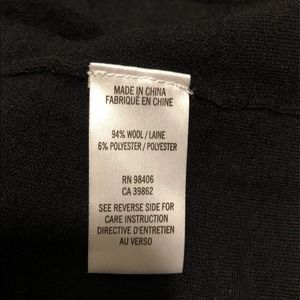 MADE IN CHINA
FABRIQUÉ EN CHINE
94% WOOL / LAINE
6% POLYESTER / POLYESTER
RN 98406
CA 39862
SEE REVERSE SIDE FOR
CARE INSTRUCTION
DIRECTIVE D'ENTRETIEN
AU VERSO